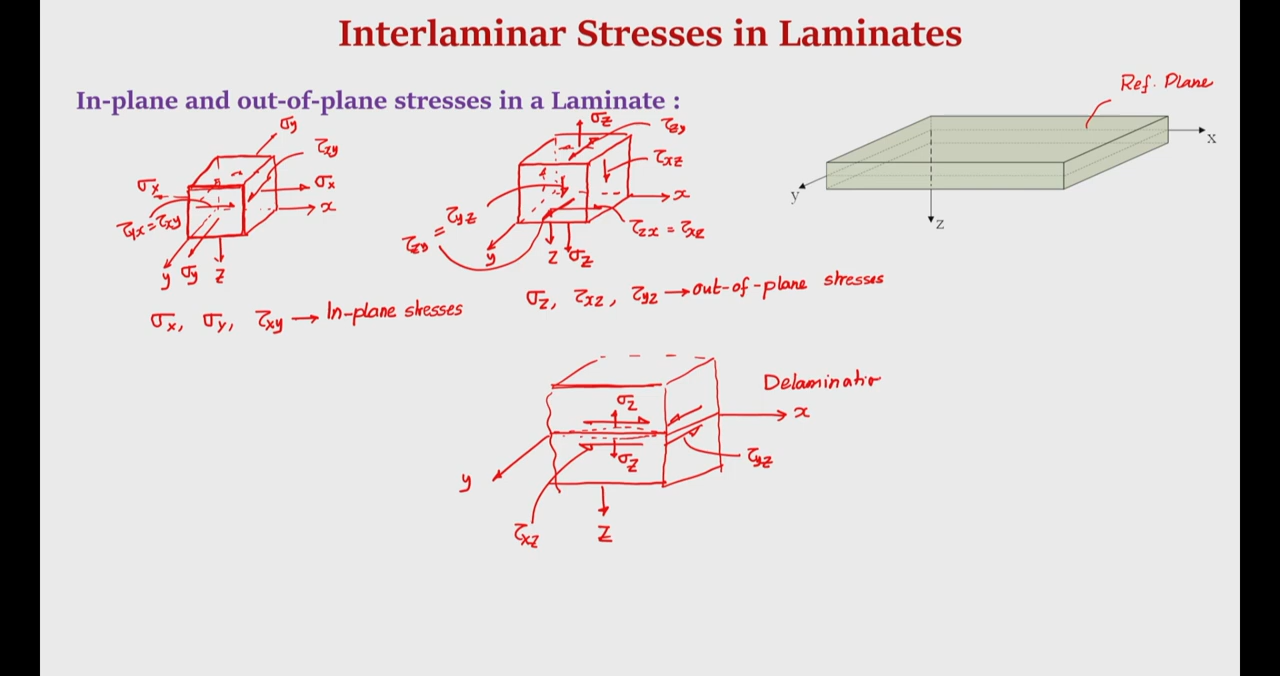 Interlaminar Stresses in Laminates
In-plane and out-of-plane stresses in a Laminate :
Ref. Plane
σy
τxy
σx
σx
x
τyx = τxy
y
σy
z
σz
τzy
τxz
x
τyz
=
τzy
τzx = τxz
y
z
σz
x
y
z
σx, σy, τxy → In-plane stresses
σz, τxz, τyz → out-of-plane stresses
Delaminatio
σz
x
σz
τyz
y
τxz
z